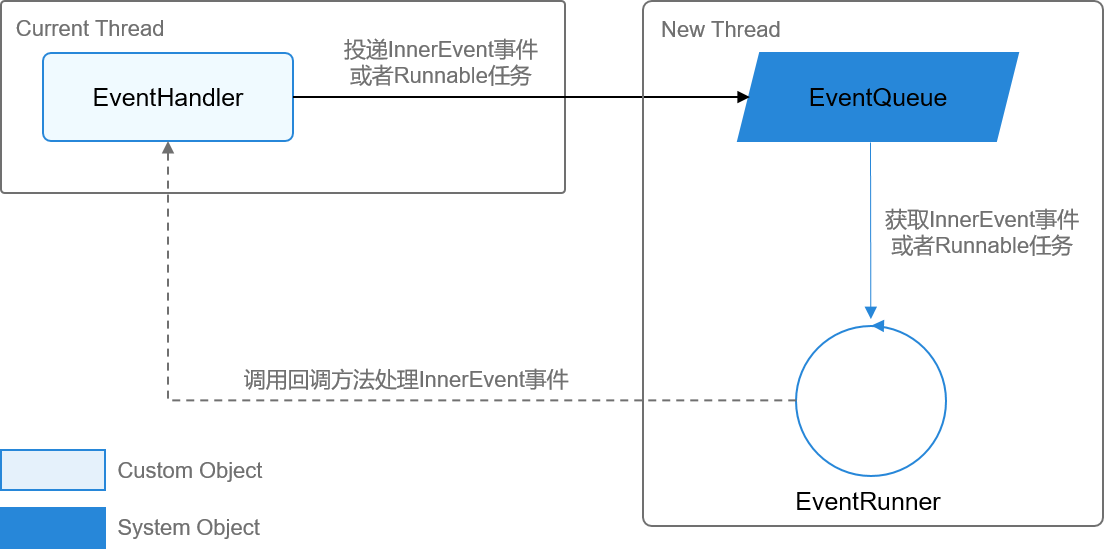 Current Thread
EventHandler
投递InnerEvent事件
或者Runnable任务
New Thread
EventQueue
获取InnerEvent事件
或者Runnable任务
调用回调方法处理InnerEvent事件
EventRunner
Custom Object
System Object